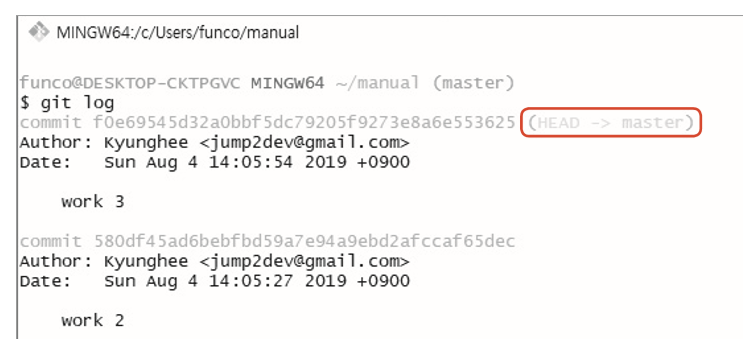 MINGW64:/c/Users/funco/manual
funco@DESKTOP-CKTPGVC MINGW64 ~/manual (master)
$ git log
commit f0e69545d32a0bbf5dc79205f9273e8a6e553625 (HEAD -> master)
Author: Kyunghee <jump2dev@gmail.com>
Date:   Sun Aug 4 14:05:54 2019 +0900
work 3
commit 580df45ad6bebfbd59a7e94a9ebd2afccaf65dec
Author: Kyunghee <jump2dev@gmail.com>
Date:   Sun Aug 4 14:05:27 2019 +0900
work 2